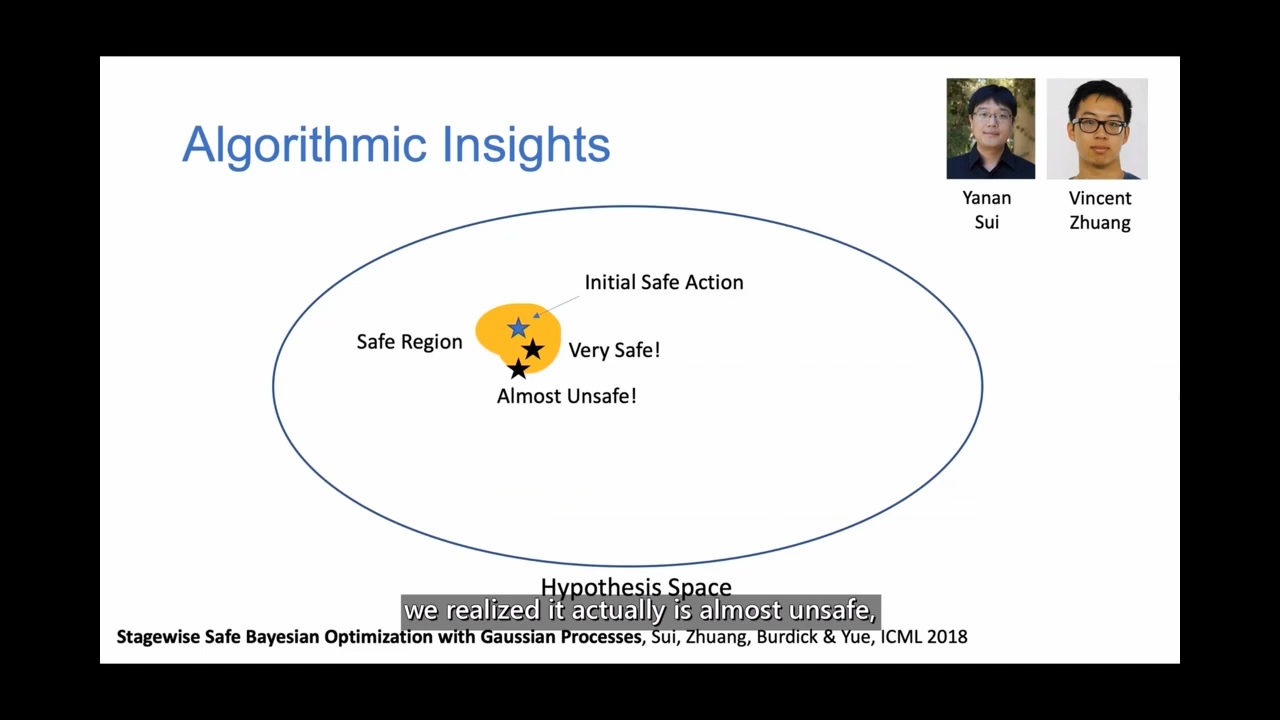 Algorithmic Insights
Yanan
Sui
Vincent
Zhuang
Initial Safe Action
Safe Region
Very Safe!
Almost Unsafe!
Hypothesis Space
we realized it actually is almost unsafe,
Stagewise Safe Bayesian Optimization with Gaussian Processes, Sui, Zhuang, Burdick & Yue, ICML 2018